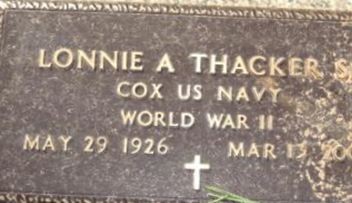 LONNIE A THACKER
COX US NAVY
WORLD WAR II
MAY 29 1926 MAR